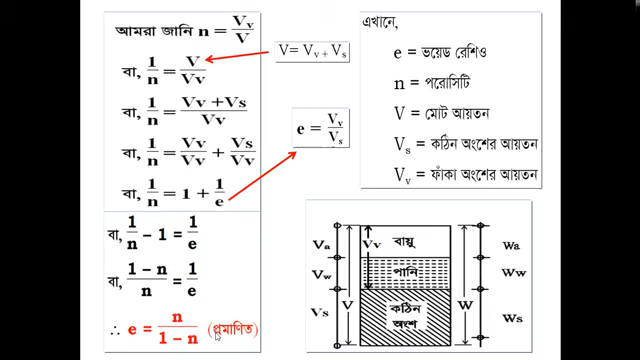 আমরা জানি n = Vv/V
বা, 1/n = V/Vv
বা, 1/n = Vv + Vs/Vv
বা, 1/n = Vv/Vv + Vs/Vv
বা, 1/n = 1 + 1/e
বা, 1/n − 1 = 1/e
বা, 1−n/n = 1/e
∴ e = n/1−n (প্রমাণিত)
V = Vv + Vs
e = Vv/Vs
এখানে,
e = ভয়েড রেশিও
n = পরোসিটি
V = মোট আয়তন
Vs = কঠিন অংশের আয়তন
Vv = ফাঁকা অংশের আয়তন
Va Vv বায়ু Wa
Vw পানি Ww
V W
Vs কঠিন Ws
অংশ